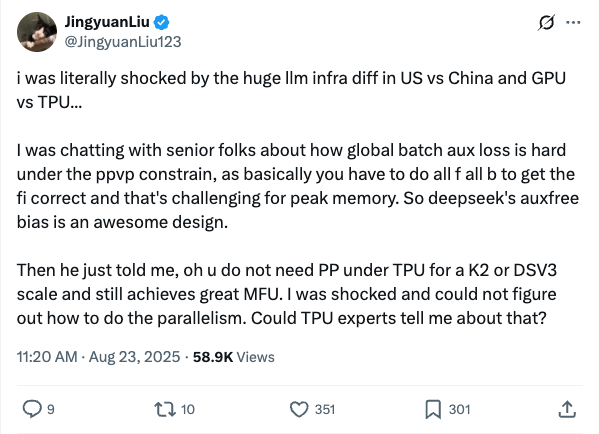 JingyuanLiu
@JingyuanLiu123
i was literally shocked by the huge llm infra diff in US vs China and GPU
vs TPU...
I was chatting with senior folks about how global batch aux loss is hard
under the ppvp constrain, as basically you have to do all f all b to get the
fi correct and that's challenging for peak memory. So deepseek's auxfree
bias is an awesome design.
Then he just told me, oh u do not need PP under TPU for a K2 or DSV3
scale and still achieves great MFU. I was shocked and could not figure
out how to do the parallelism. Could TPU experts tell me about that?
11:20 AM · Aug 23, 2025 · 58.9K Views
9 10 351 301